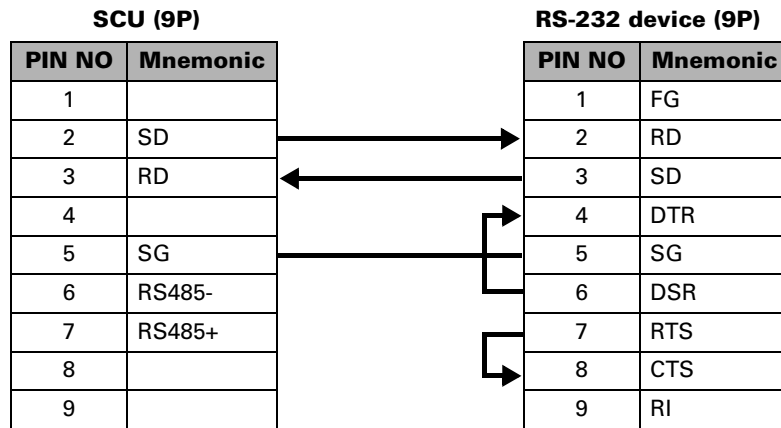 SCU (9P) RS-232 device (9P)
PIN NO Mnemonic PIN NO Mnemonic
1 1 FG
2 SD 2 RD
3 RD 3 SD
4 4 DTR
5 SG 5 SG
6 RS485- 6 DSR
7 RS485+ 7 RTS
8 8 CTS
9 9 RI